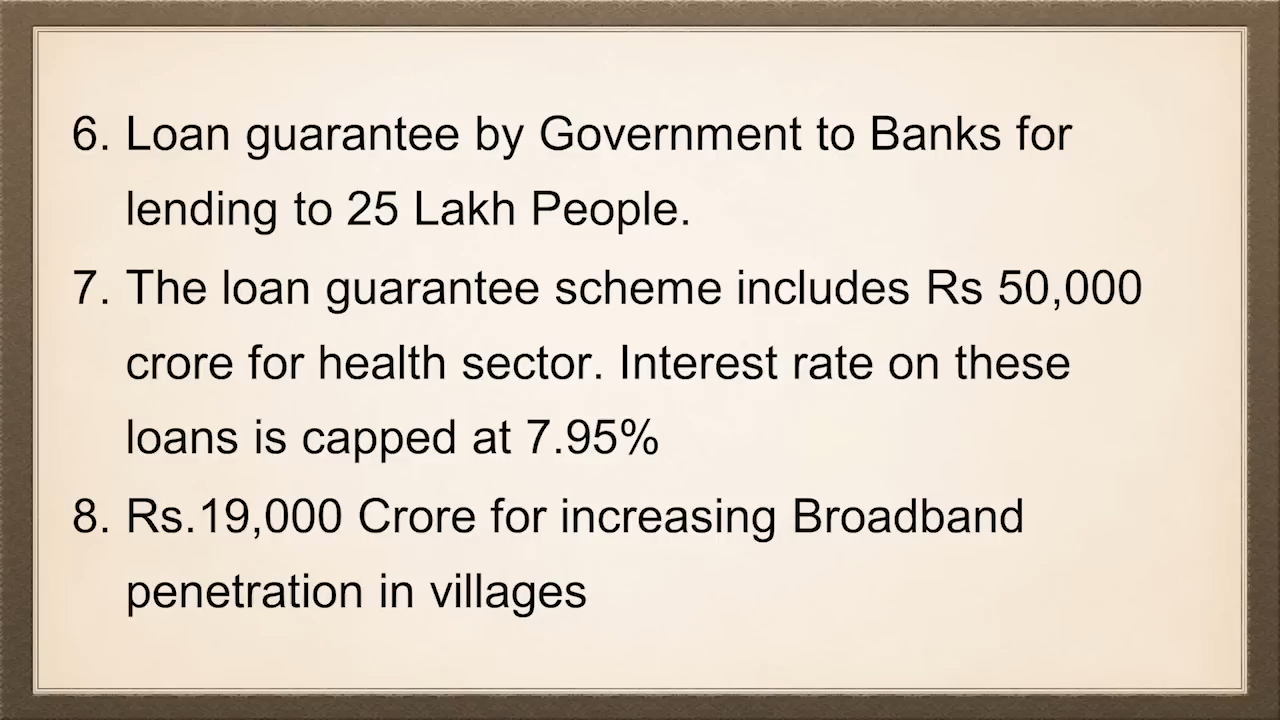 6. Loan guarantee by Government to Banks for
lending to 25 Lakh People.
7. The loan guarantee scheme includes Rs 50,000
crore for health sector. Interest rate on these
loans is capped at 7.95%
8. Rs.19,000 Crore for increasing Broadband
penetration in villages